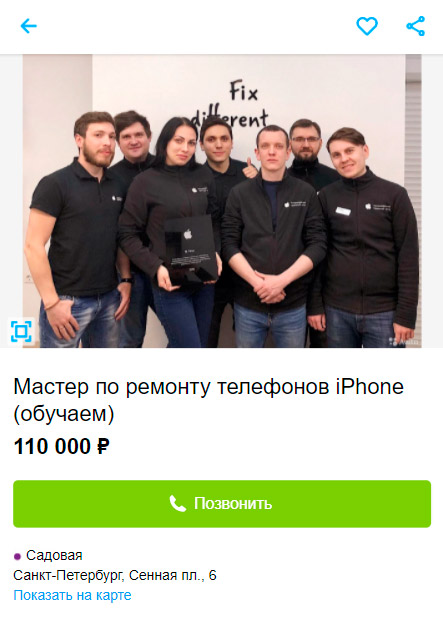 Fix
different
Мастер по ремонту телефонов iPhone
(обучаем)
110 000 ₽
Позвонить
Садовая
Санкт-Петербург, Сенная пл., 6
Показать на карте